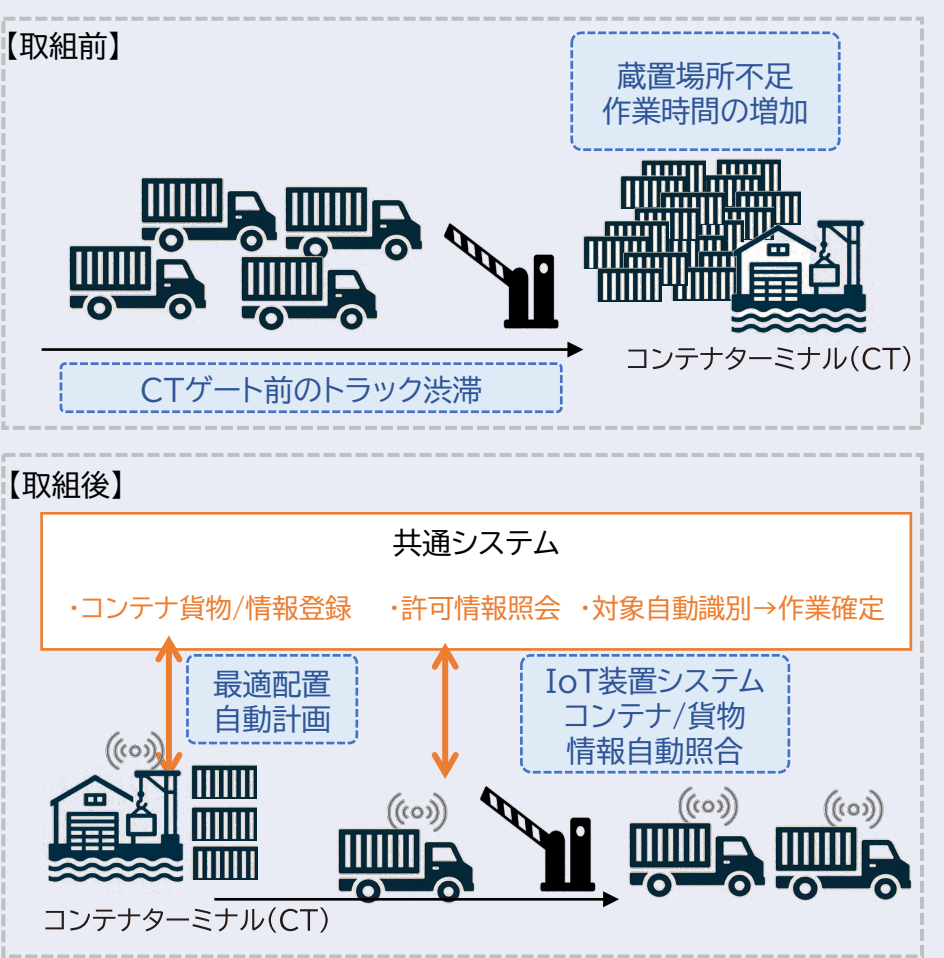 【取組前】
蔵置場所不足
作業時間の増加
コンテナターミナル(CT)
CTゲート前のトラック渋滞
【取組後】
共通システム
・コンテナ貨物/情報登録 ・許可情報照会 ・対象自動識別→作業確定
最適配置
自動計画
IoT装置システム
コンテナ/貨物
情報自動照合
コンテナターミナル(CT)